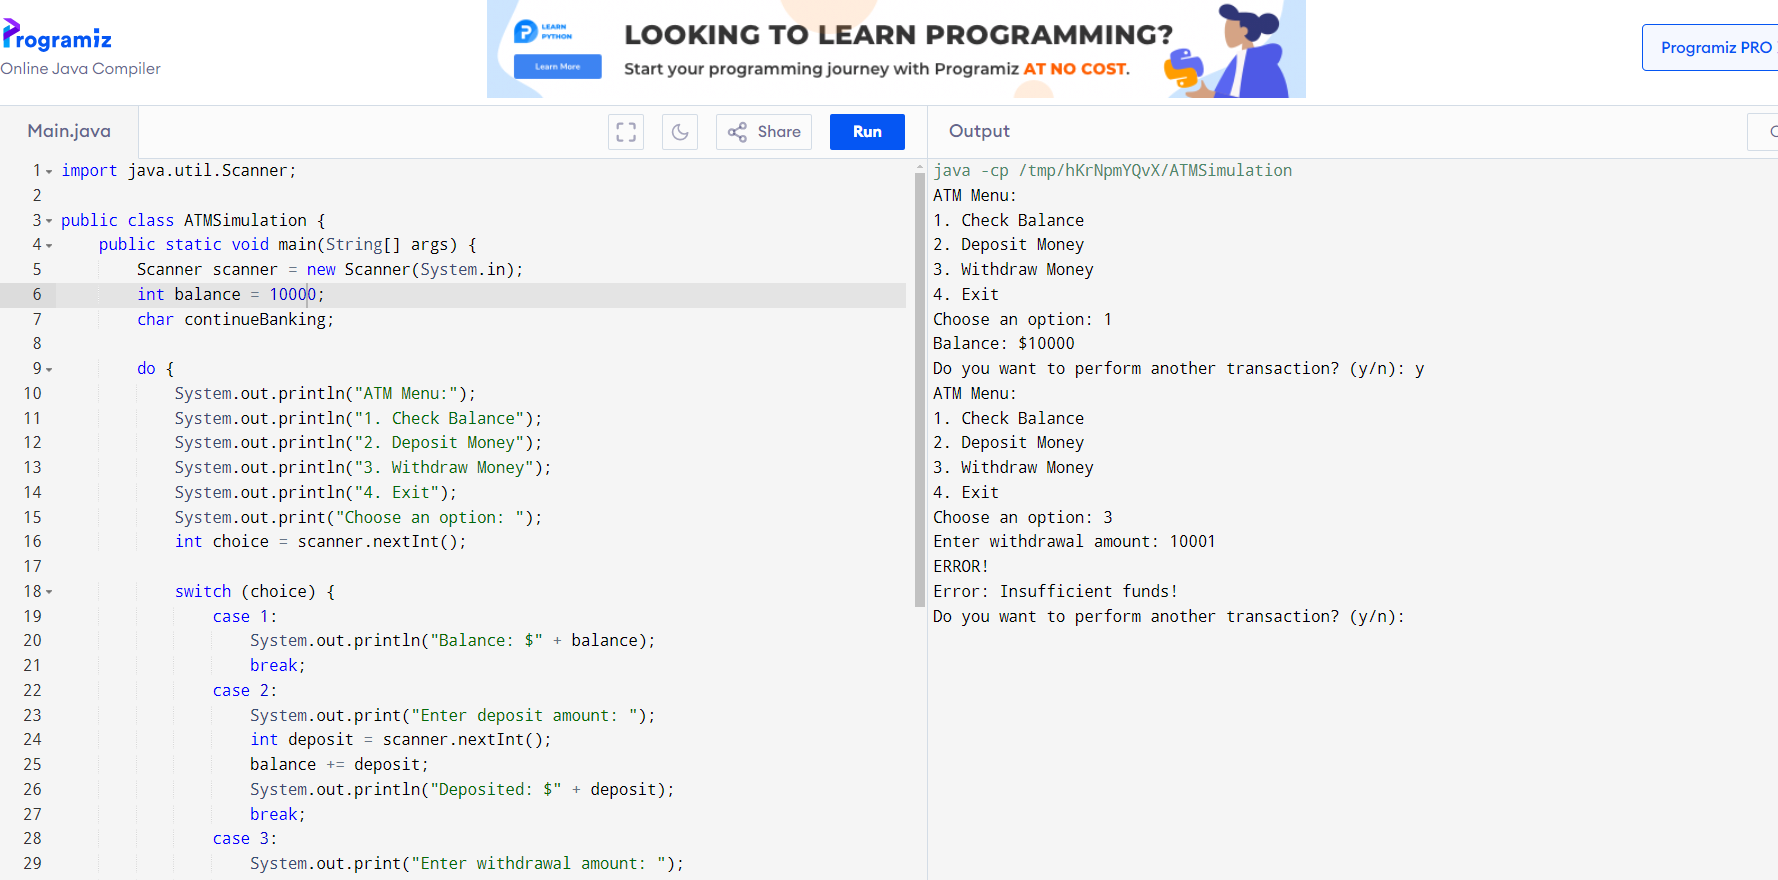 Programiz
Online Java Compiler
LEARN
PYTHON
Learn More
LOOKING TO LEARN PROGRAMMING?
Start your programming journey with Programiz AT NO COST.
Programiz PRO
Main.java
Share
Run
Output
1 import java.util.Scanner;
2
3 public class ATMSimulation {
4 public static void main(String[] args) {
5 Scanner scanner = new Scanner(System.in);
6 int balance = 10000;
7 char continueBanking;
8
9 do {
10 System.out.println("ATM Menu:");
11 System.out.println("1. Check Balance");
12 System.out.println("2. Deposit Money");
13 System.out.println("3. Withdraw Money");
14 System.out.println("4. Exit");
15 System.out.print("Choose an option: ");
16 int choice = scanner.nextInt();
17
18 switch (choice) {
19 case 1:
20 System.out.println("Balance: $" + balance);
21 break;
22 case 2:
23 System.out.print("Enter deposit amount: ");
24 int deposit = scanner.nextInt();
25 balance += deposit;
26 System.out.println("Deposited: $" + deposit);
27 break;
28 case 3:
29 System.out.print("Enter withdrawal amount: ");
java -cp /tmp/hKrNpmYQvX/ATMSimulation
ATM Menu:
1. Check Balance
2. Deposit Money
3. Withdraw Money
4. Exit
Choose an option: 1
Balance: $10000
Do you want to perform another transaction? (y/n): y
ATM Menu:
1. Check Balance
2. Deposit Money
3. Withdraw Money
4. Exit
Choose an option: 3
Enter withdrawal amount: 10001
ERROR!
Error: Insufficient funds!
Do you want to perform another transaction? (y/n):